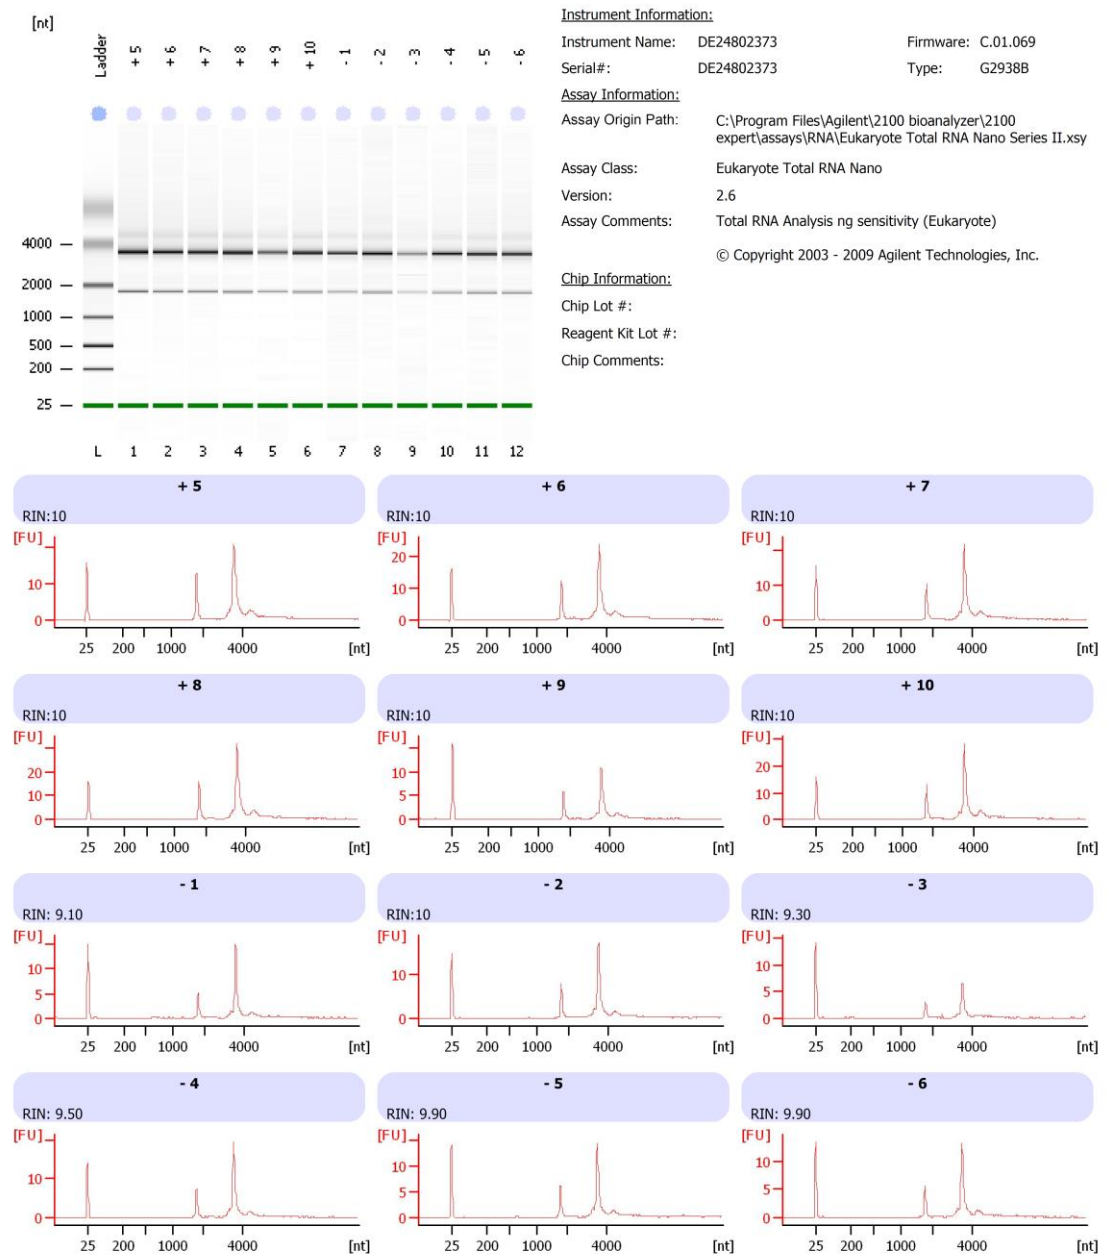 [nt]
Ladder
+ 5
+ 6
+ 7
+ 8
+ 9
+ 10
- 1
- 2
- 3
- 4
- 5
- 6
4000
2000
1000
500
200
25
L 1 2 3 4 5 6 7 8 9 10 11 12
Instrument Information:
Instrument Name: DE24802373 Firmware: C.01.069
Serial#: DE24802373 Type: G2938B
Assay Information:
Assay Origin Path: C:\Program Files\Agilent\2100 bioanalyzer\2100
expert\assays\RNA\Eukaryote Total RNA Nano Series II.xsy
Assay Class: Eukaryote Total RNA Nano
Version: 2.6
Assay Comments: Total RNA Analysis ng sensitivity (Eukaryote)
© Copyright 2003 - 2009 Agilent Technologies, Inc.
Chip Information:
Chip Lot #:
Reagent Kit Lot #:
Chip Comments:
+ 5
RIN:10
[FU]
10
0
25 200 1000 4000 [nt]
+ 6
RIN:10
[FU]
20
10
0
25 200 1000 4000 [nt]
+ 7
RIN:10
[FU]
10
0
25 200 1000 4000 [nt]
+ 8
RIN:10
[FU]
20
10
0
25 200 1000 4000 [nt]
+ 9
RIN:10
[FU]
10
5
0
25 200 1000 4000 [nt]
+ 10
RIN:10
[FU]
20
10
0
25 200 1000 4000 [nt]
- 1
RIN: 9.10
[FU]
10
5
0
25 200 1000 4000 [nt]
- 2
RIN:10
[FU]
10
0
25 200 1000 4000 [nt]
- 3
RIN: 9.30
[FU]
10
5
0
25 200 1000 4000 [nt]
- 4
RIN: 9.50
[FU]
10
0
25 200 1000 4000 [nt]
- 5
RIN: 9.90
[FU]
10
5
0
25 200 1000 4000 [nt]
- 6
RIN: 9.90
[FU]
10
5
0
25 200 1000 4000 [nt]